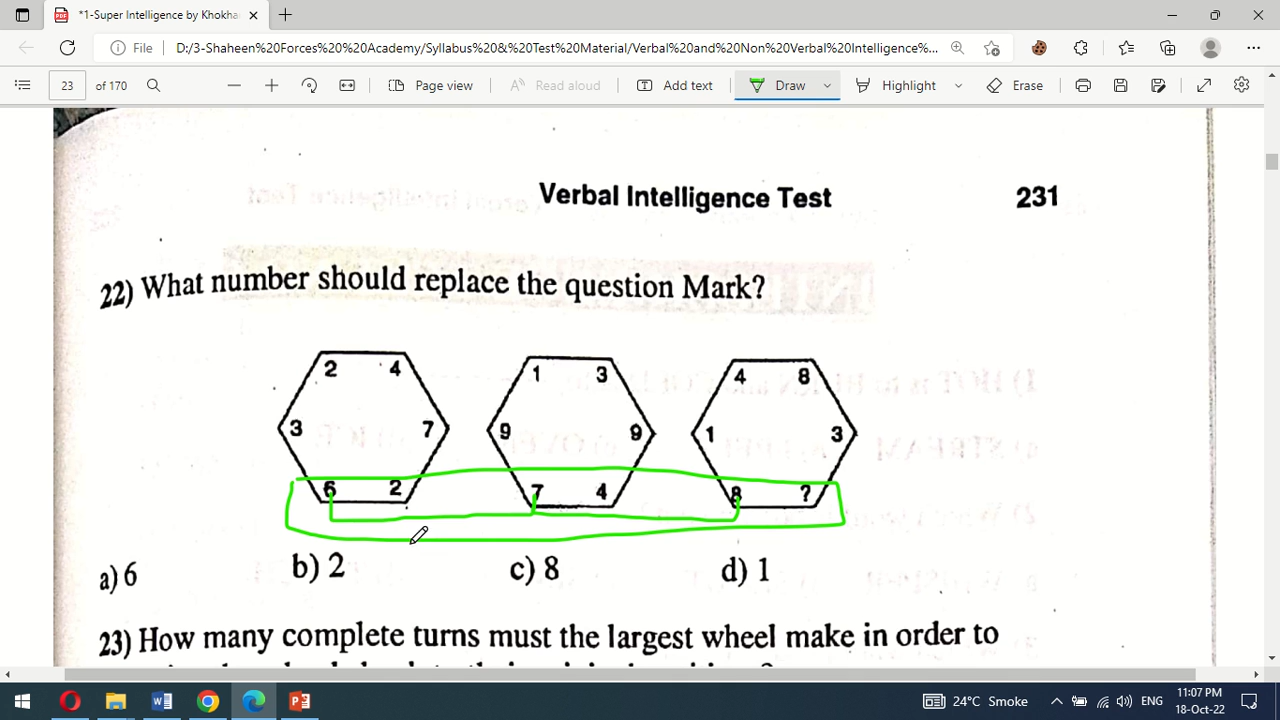 *1-Super Intelligence by Khokha
File
D:/3-Shaheen%20Forces%20%20Academy/Syllabus%20&%20Test%20Material/Verbal%20and%20Non%20Verbal%20Intelligence%...
23 of 170
Page view
Read aloud
Add text
Draw
Highlight
Erase
Verbal Intelligence Test 231
22) What number should replace the question Mark?
2 4 1 3 4 8
3 7 9 9 1 3
6 2 7 4 8 ?
a) 6 b) 2 c) 8 d) 1
23) How many complete turns must the largest wheel make in order to
24°C Smoke
ENG
11:07 PM
18-Oct-22